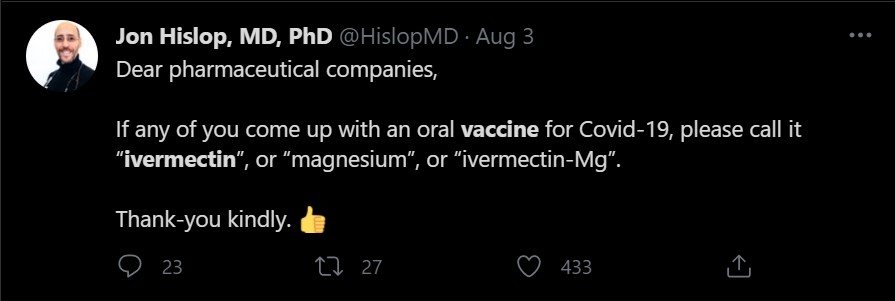 Jon Hislop, MD, PhD @HislopMD · Aug 3
Dear pharmaceutical companies,
If any of you come up with an oral vaccine for Covid-19, please call it
“ivermectin”, or “magnesium”, or “ivermectin-Mg”.
Thank-you kindly. 👍
23 27 433